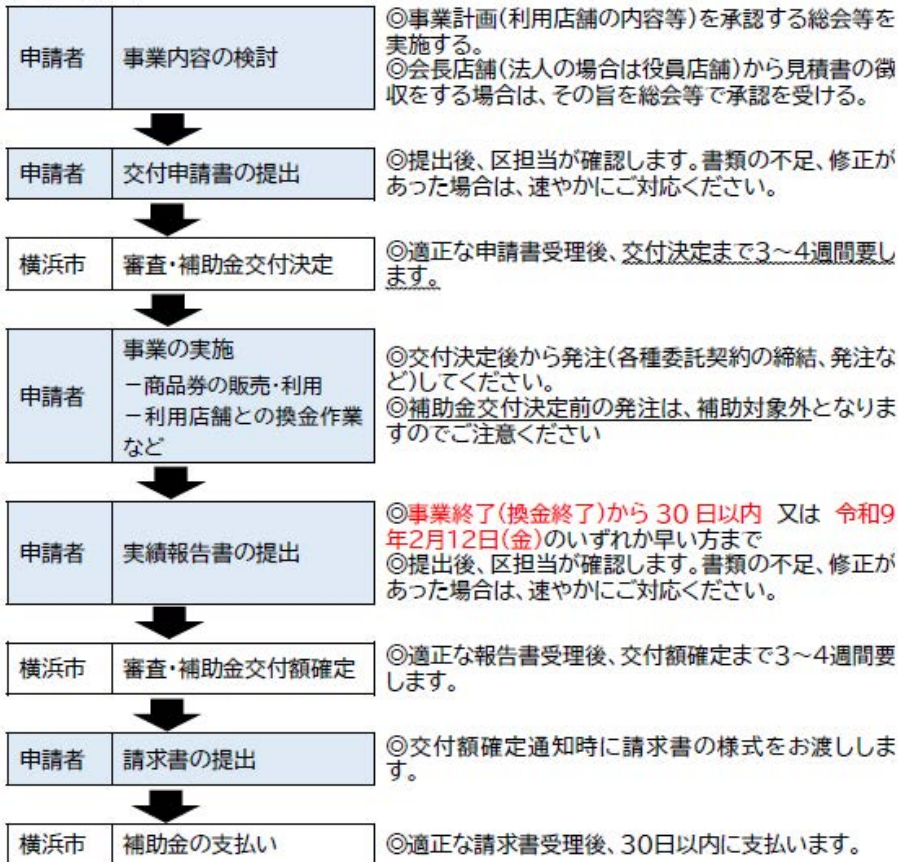 申請者 事業内容の検討
◎事業計画(利用店舗の内容等)を承認する総会等を
実施する。
◎会長店舗(法人の場合は役員店舗)から見積書の徴
収をする場合は、その旨を総会等で承認を受ける。
申請者 交付申請書の提出
◎提出後、区担当が確認します。書類の不足、修正が
あった場合は、速やかにご対応ください。
横浜市 審査・補助金交付決定
◎適正な申請書受理後、交付決定まで3~4週間要し
ます。
申請者
事業の実施
-商品券の販売・利用
-利用店舗との換金作業
など
◎交付決定後から発注(各種委託契約の締結、発注な
ど)してください。
◎補助金交付決定前の発注は、補助対象外となりま
すのでご注意ください
申請者 実績報告書の提出
◎事業終了(換金終了)から 30 日以内 又は 令和9
年2月12日(金)のいずれか早い方まで
◎提出後、区担当が確認します。書類の不足、修正が
あった場合は、速やかにご対応ください。
横浜市 審査・補助金交付額確定
◎適正な報告書受理後、交付額確定まで3~4週間要
します。
申請者 請求書の提出
◎交付額確定通知時に請求書の様式をお渡ししま
す。
横浜市 補助金の支払い
◎適正な請求書受理後、30日以内に支払います。